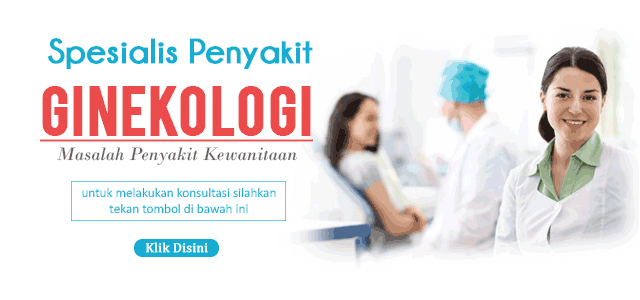 Spesialis Penyakit
GINEKOLOGI
Masalah Penyakit Kewanitaan
untuk melakukan konsultasi silahkan
tekan tombol di bawah ini
Klik Disini